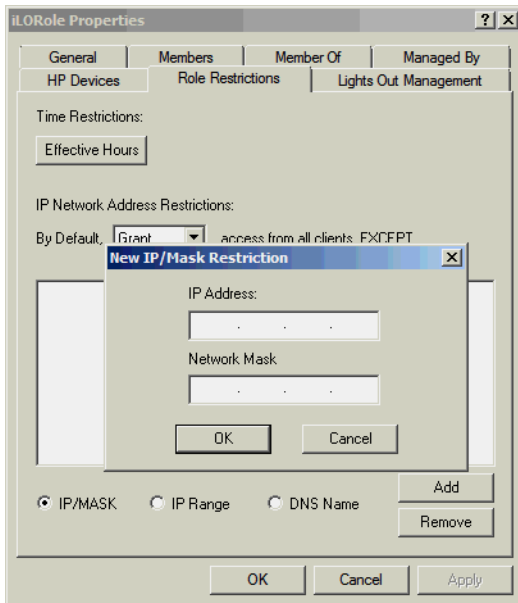 iLORole Properties
General Members Member Of Managed By
HP Devices Role Restrictions Lights Out Management
Time Restrictions:
Effective Hours
IP Network Address Restrictions:
By Default, Grant access from all clients, EXCEPT
New IP/Mask Restriction
IP Address:
Network Mask
OK Cancel
IP/MASK IP Range DNS Name
Add
Remove
OK Cancel Apply